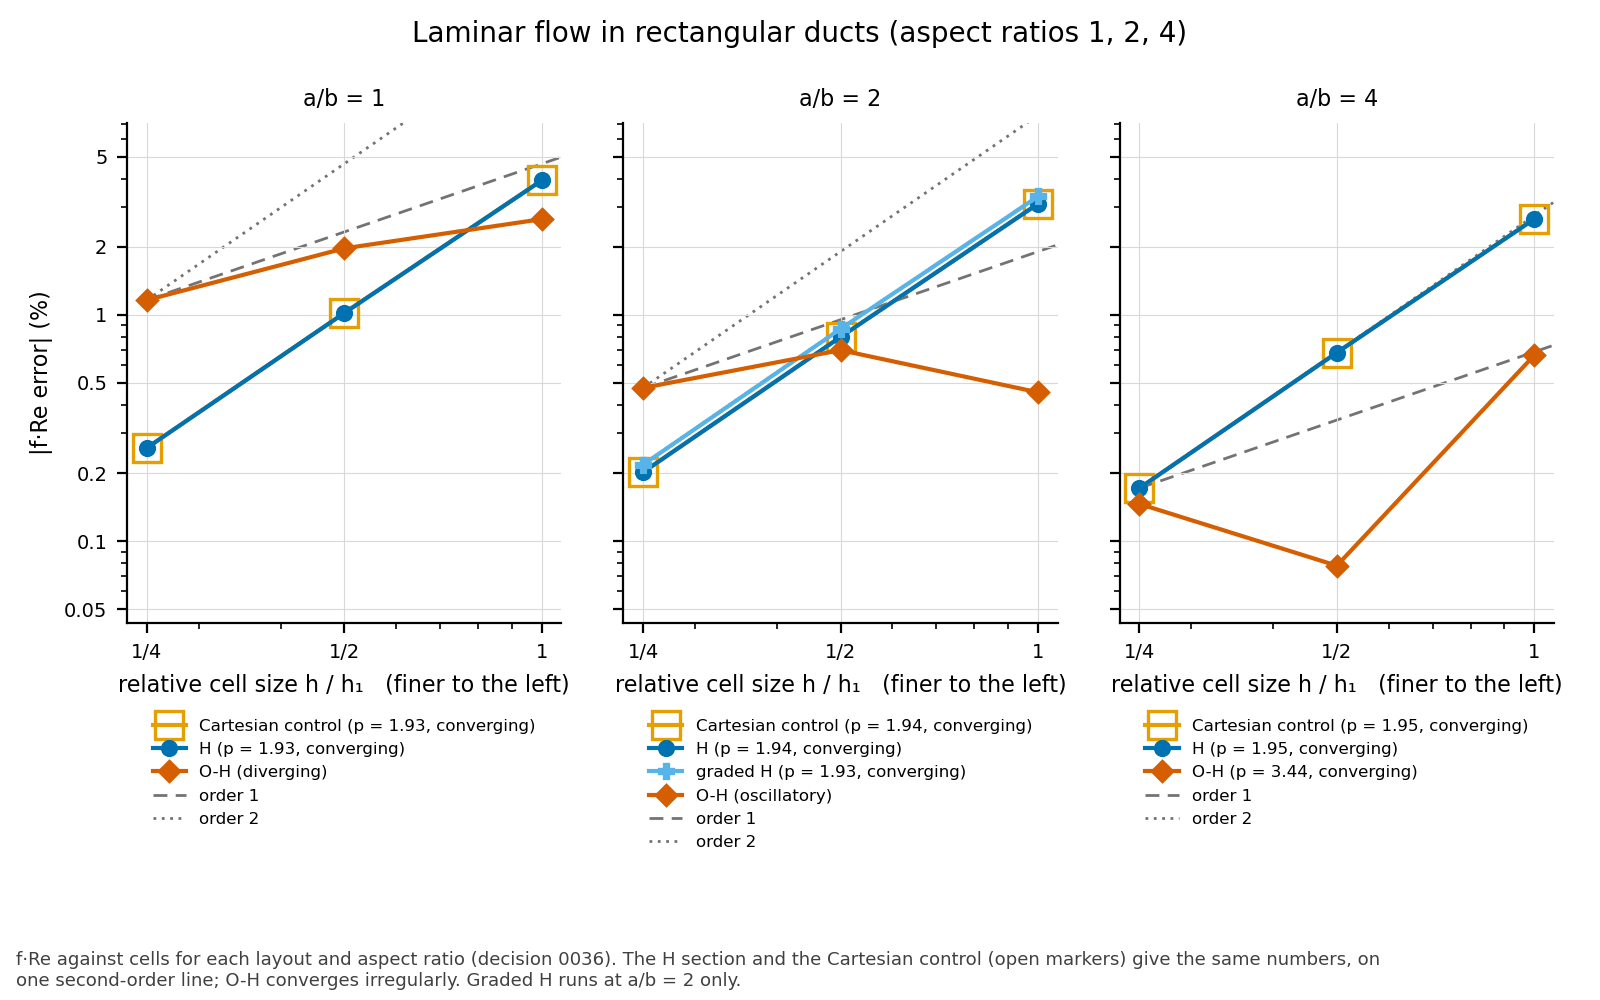 Laminar flow in rectangular ducts (aspect ratios 1, 2, 4)
a/b = 1
a/b = 2
a/b = 4
|f·Re error| (%)
5
2
1
0.5
0.2
0.1
0.05
1/4 1/2 1
1/4 1/2 1
1/4 1/2 1
relative cell size h / h₁ (finer to the left)
relative cell size h / h₁ (finer to the left)
relative cell size h / h₁ (finer to the left)
Cartesian control (p = 1.93, converging)
H (p = 1.93, converging)
O-H (diverging)
order 1
order 2
Cartesian control (p = 1.94, converging)
H (p = 1.94, converging)
graded H (p = 1.93, converging)
O-H (oscillatory)
order 1
order 2
Cartesian control (p = 1.95, converging)
H (p = 1.95, converging)
O-H (p = 3.44, converging)
order 1
order 2
f·Re against cells for each layout and aspect ratio (decision 0036). The H section and the Cartesian control (open markers) give the same numbers, on
one second-order line; O-H converges irregularly. Graded H runs at a/b = 2 only.